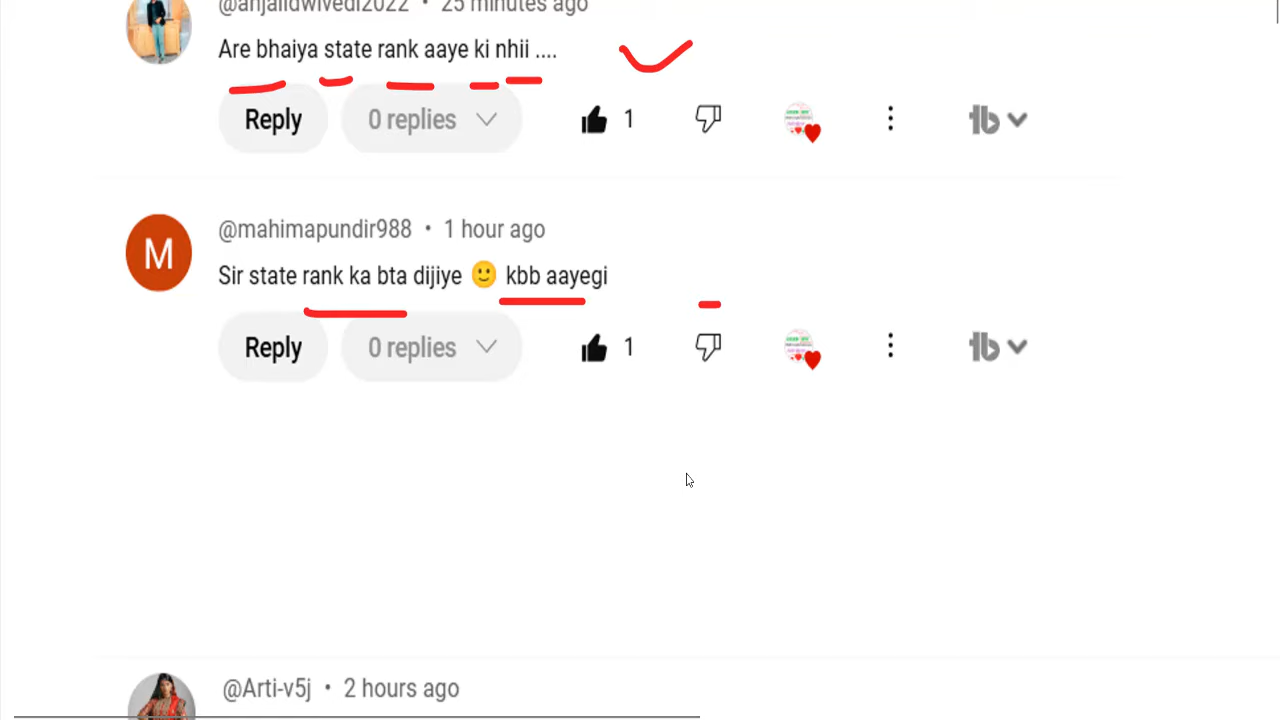 @anjalidwivedi2022 • 25 minutes ago
Are bhaiya state rank aaye ki nhii ....
Reply 0 replies 1
@mahimapundir988 • 1 hour ago
M
Sir state rank ka bta dijiye 🙂 kbb aayegi
Reply 0 replies 1
@Arti-v5j • 2 hours ago